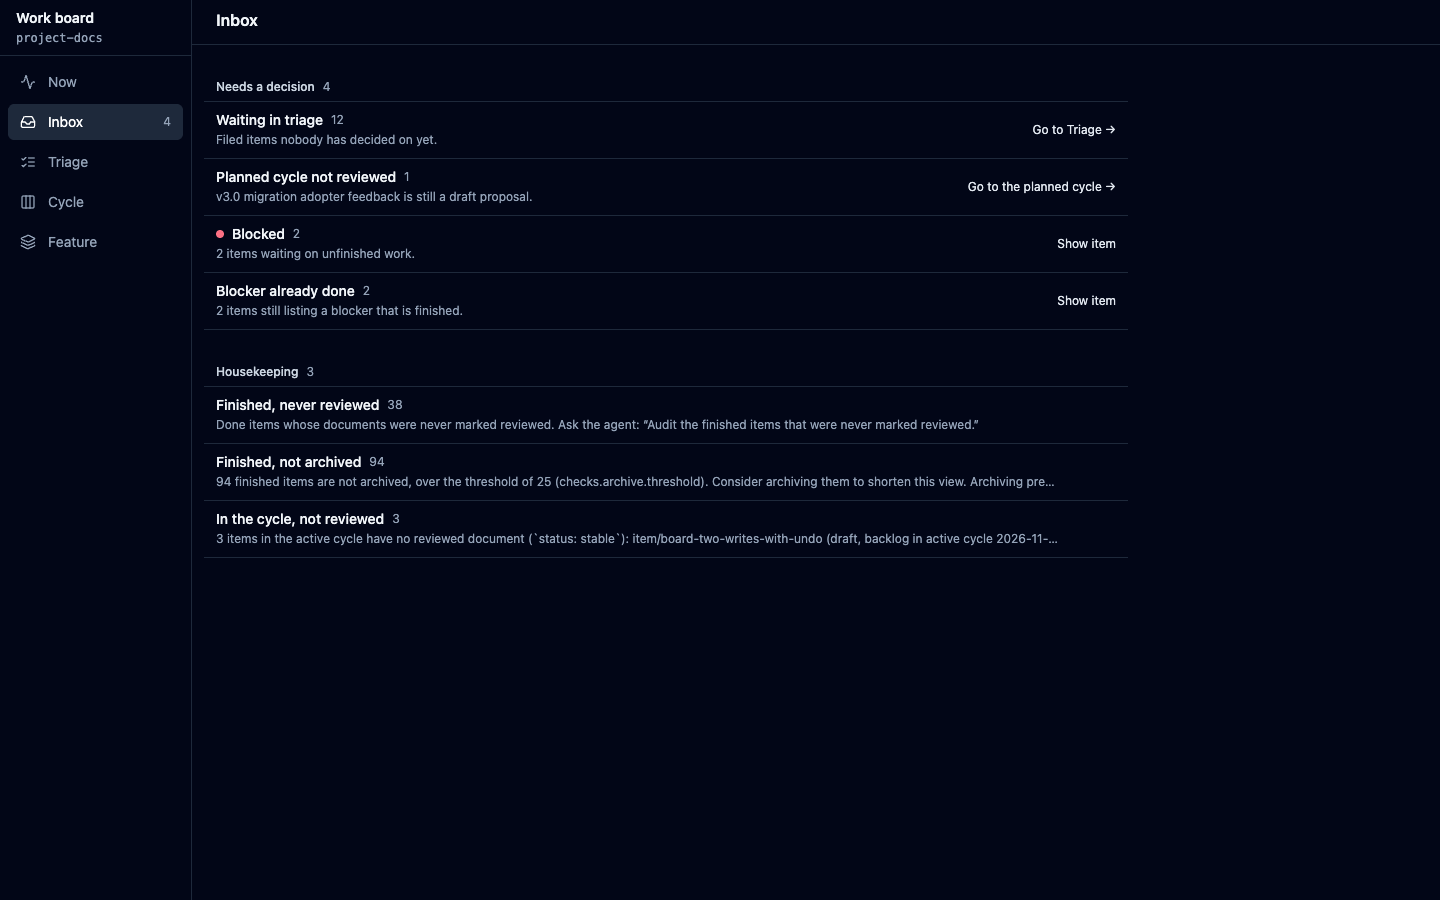 Work board
project-docs
Now
Inbox 4
Triage
Cycle
Feature
Inbox
Needs a decision 4
Waiting in triage 12
Filed items nobody has decided on yet.
Go to Triage →
Planned cycle not reviewed 1
v3.0 migration adopter feedback is still a draft proposal.
Go to the planned cycle →
Blocked 2
2 items waiting on unfinished work.
Show item
Blocker already done 2
2 items still listing a blocker that is finished.
Show item
Housekeeping 3
Finished, never reviewed 38
Done items whose documents were never marked reviewed. Ask the agent: “Audit the finished items that were never marked reviewed.”
Finished, not archived 94
94 finished items are not archived, over the threshold of 25 (checks.archive.threshold). Consider archiving them to shorten this view. Archiving pre...
In the cycle, not reviewed 3
3 items in the active cycle have no reviewed document (`status: stable`): item/board-two-writes-with-undo (draft, backlog in active cycle 2026-11-...